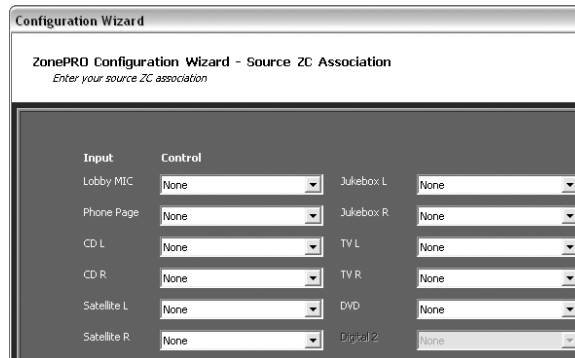 Configuration Wizard
ZonePRO Configuration Wizard - Source ZC Association
Enter your source ZC association
Input Control
Lobby MIC None Jukebox L None
Phone Page None Jukebox R None
CD L None TV L None
CD R None TV R None
Satellite L None DVD None
Satellite R None Digital 2 None